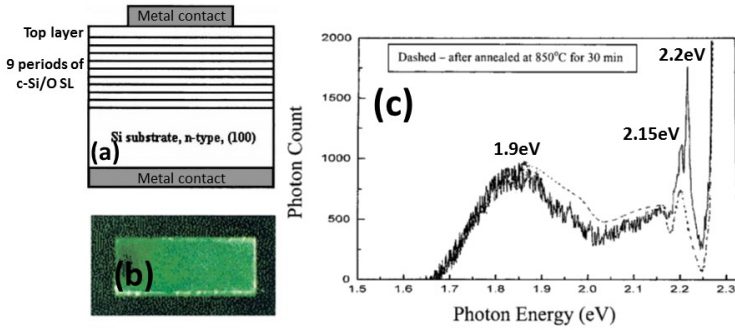 Metal contact
Top layer
9 periods of
c-Si/O SL
Si substrate, n-type, (100)
(a)
Metal contact
(b)
Dashed – after annealed at 850°C for 30 min
(c)
2.2eV
2.15eV
1.9eV
Photon Count
2000
1500
1000
500
0
1.5 1.6 1.7 1.8 1.9 2.0 2.1 2.2 2.3
Photon Energy (eV)